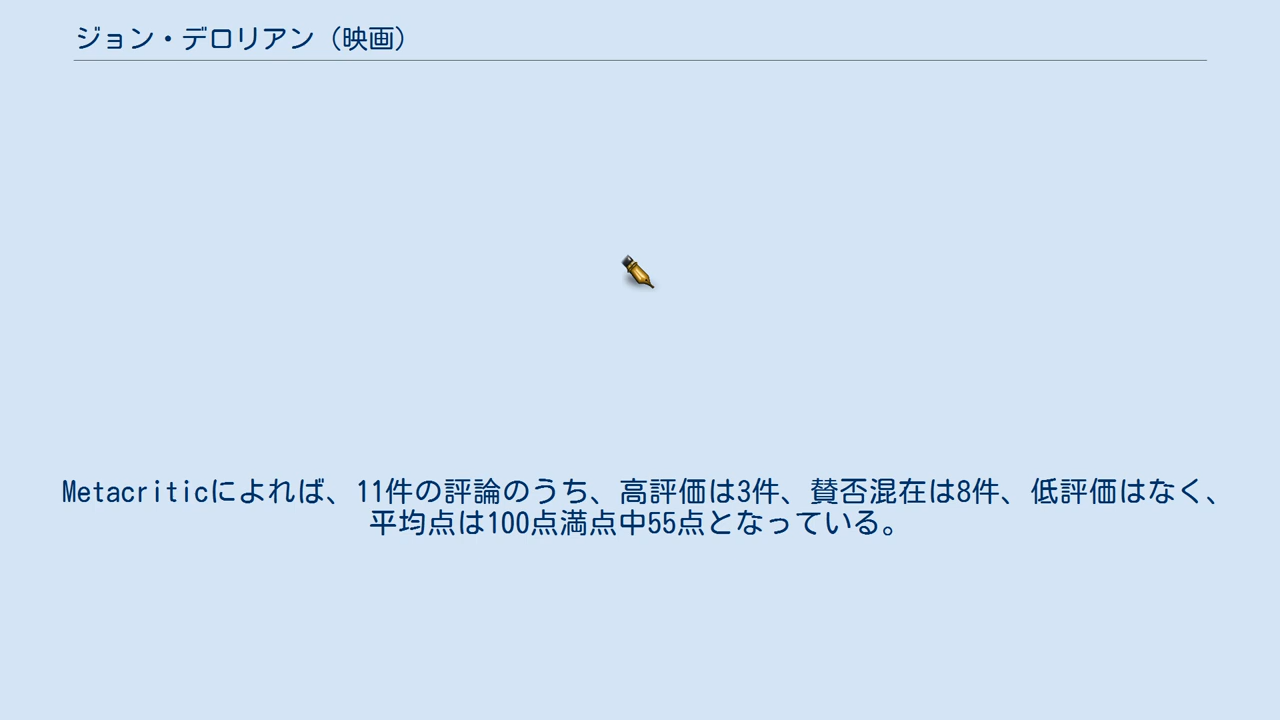 ジョン・デロリアン（映画）
Metacriticによれば、11件の評論のうち、高評価は3件、賛否混在は8件、低評価はなく、
平均点は100点満点中55点となっている。